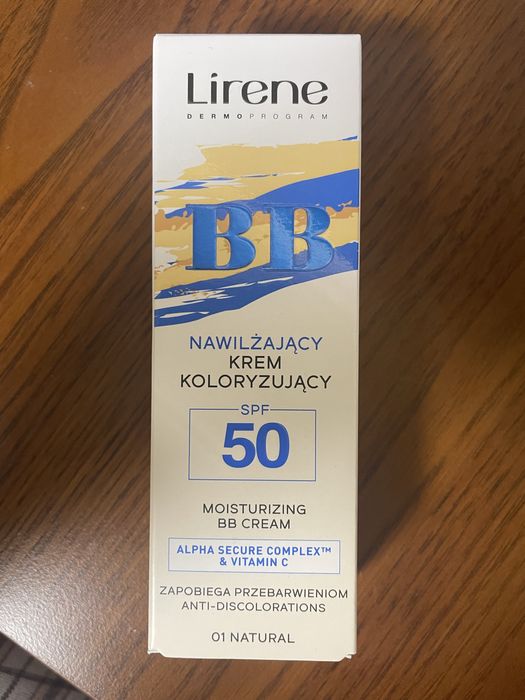 Lirene
DERMOPROGRAM
BB
NAWILŻAJĄCY
KREM
KOLORYZUJĄCY
SPF
50
MOISTURIZING
BB CREAM
ALPHA SECURE COMPLEX™
& VITAMIN C
ZAPOBIEGA PRZEBARWIENIOM
ANTI-DISCOLORATIONS
01 NATURAL